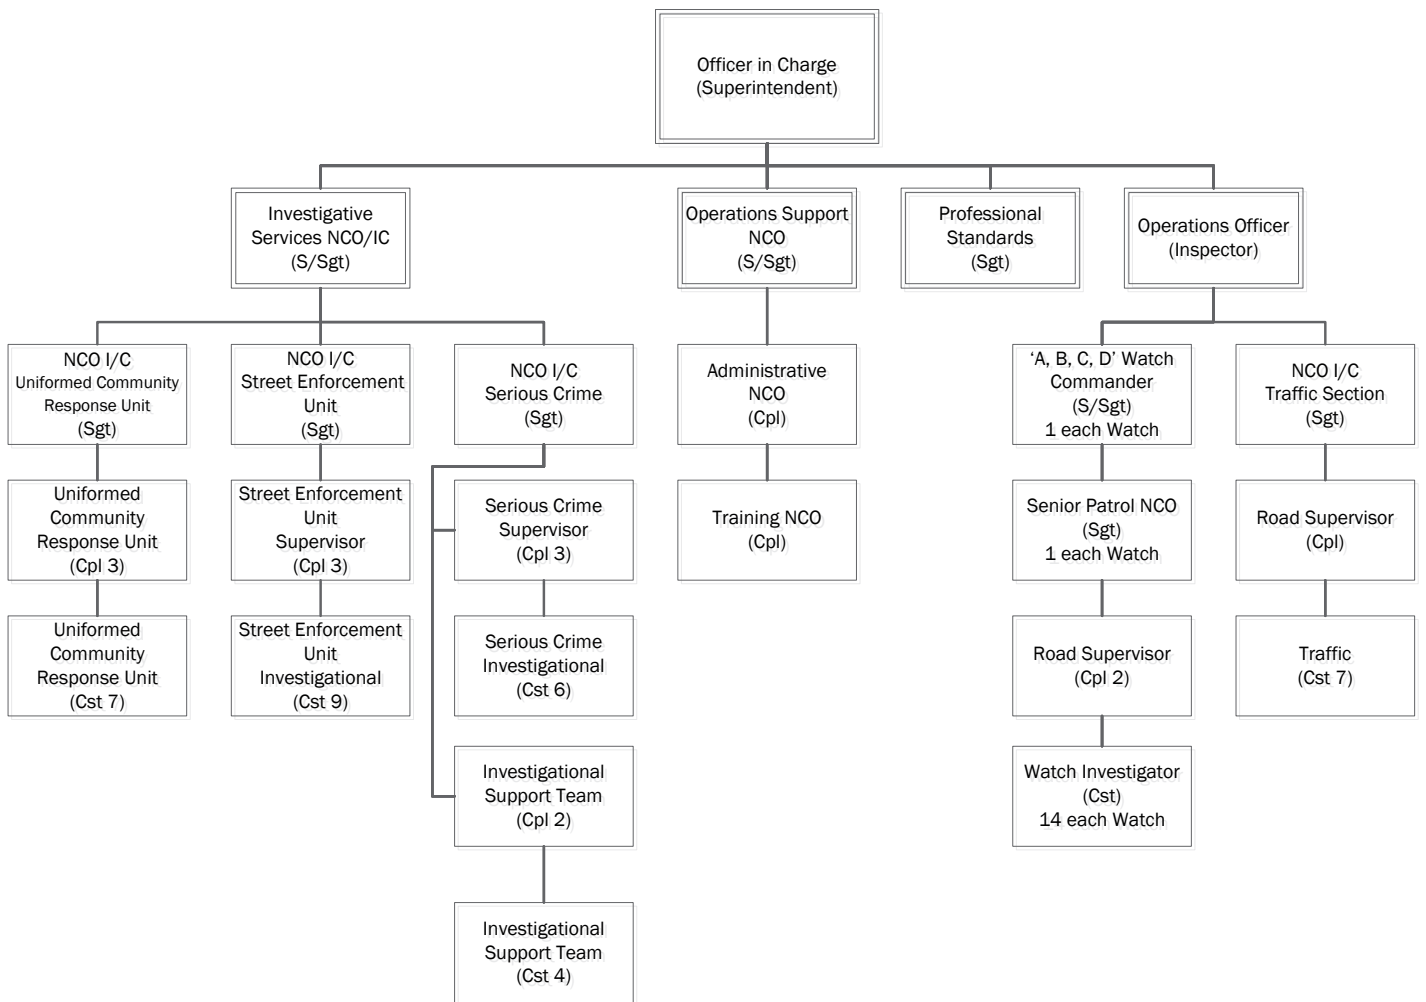 Officer in Charge
(Superintendent)
Investigative
Services NCO/IC
(S/Sgt)
Operations Support
NCO
(S/Sgt)
Professional
Standards
(Sgt)
Operations Officer
(Inspector)
NCO I/C
Uniformed Community
Response Unit
(Sgt)
NCO I/C
Street Enforcement
Unit
(Sgt)
NCO I/C
Serious Crime
(Sgt)
Administrative
NCO
(Cpl)
‘A, B, C, D’ Watch
Commander
(S/Sgt)
1 each Watch
NCO I/C
Traffic Section
(Sgt)
Uniformed
Community
Response Unit
(Cpl 3)
Street Enforcement
Unit
Supervisor
(Cpl 3)
Serious Crime
Supervisor
(Cpl 3)
Training NCO
(Cpl)
Senior Patrol NCO
(Sgt)
1 each Watch
Road Supervisor
(Cpl)
Uniformed
Community
Response Unit
(Cst 7)
Street Enforcement
Unit
Investigational
(Cst 9)
Serious Crime
Investigational
(Cst 6)
Road Supervisor
(Cpl 2)
Traffic
(Cst 7)
Investigational
Support Team
(Cpl 2)
Watch Investigator
(Cst)
14 each Watch
Investigational
Support Team
(Cst 4)